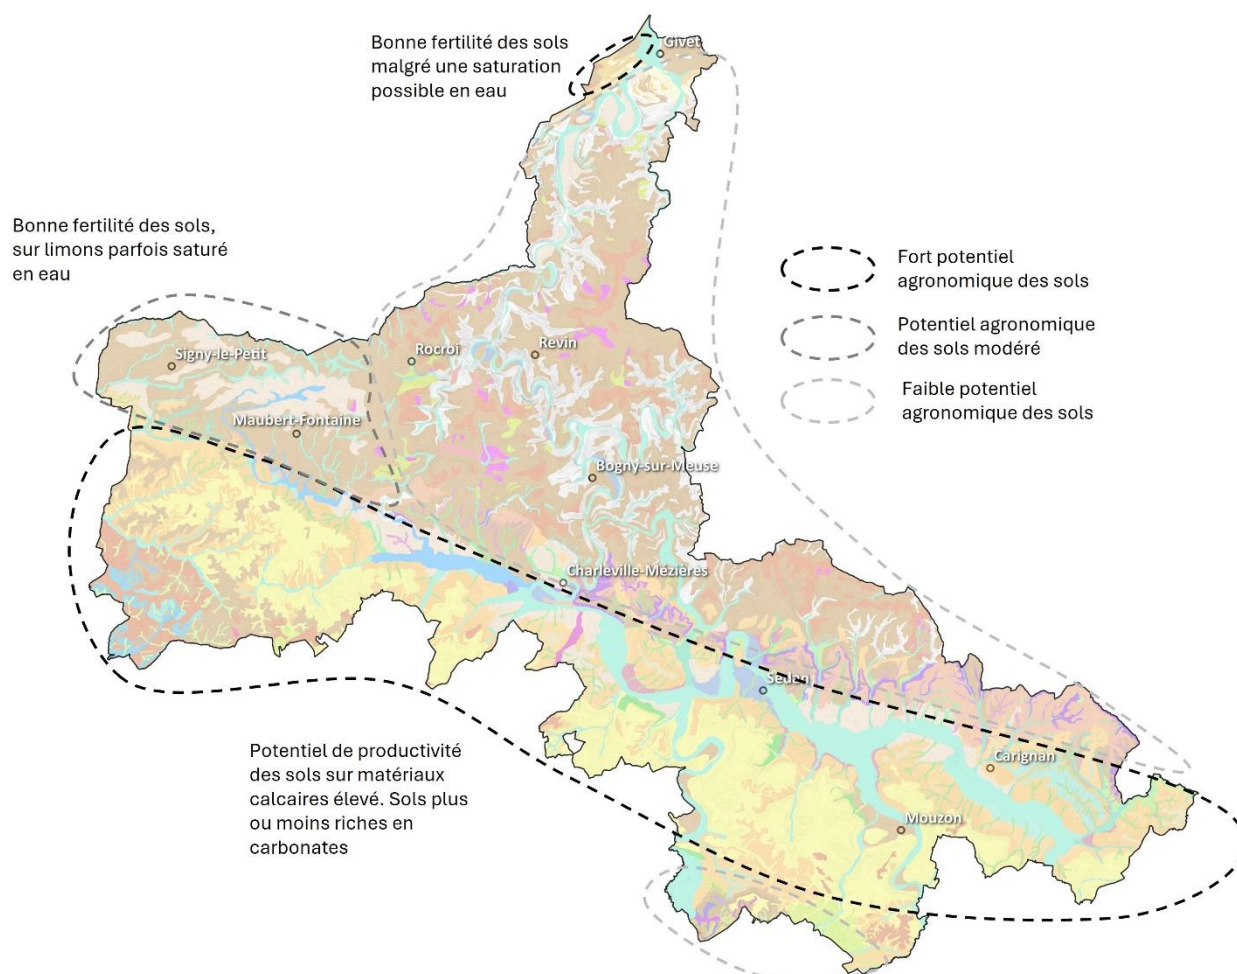 Bonne fertilité des sols
malgré une saturation
possible en eau
Givet
Bonne fertilité des sols,
sur limons parfois saturé
en eau
Fort potentiel
agronomique des sols
Potentiel agronomique
des sols modéré
Faible potentiel
agronomique des sols
Signy-le-Petit
Rocroi
Revin
Maubert-Fontaine
Bogny-sur-Meuse
Charleville-Mézières
Sedan
Carignan
Mouzon
Potentiel de productivité
des sols sur matériaux
calcaires élevé. Sols plus
ou moins riches en
carbonates